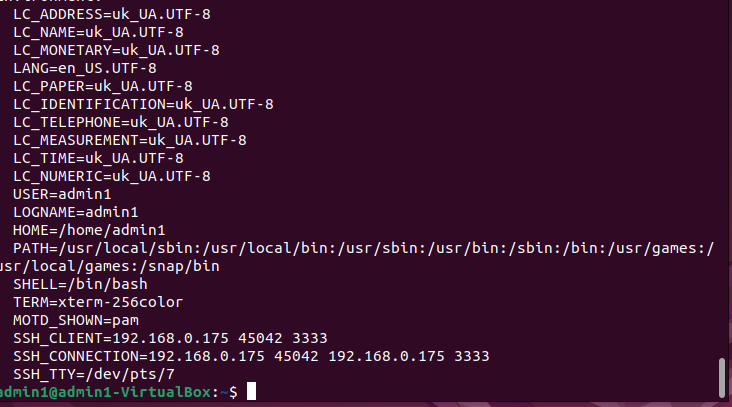 LC_ADDRESS=uk_UA.UTF-8
LC_NAME=uk_UA.UTF-8
LC_MONETARY=uk_UA.UTF-8
LANG=en_US.UTF-8
LC_PAPER=uk_UA.UTF-8
LC_IDENTIFICATION=uk_UA.UTF-8
LC_TELEPHONE=uk_UA.UTF-8
LC_MEASUREMENT=uk_UA.UTF-8
LC_TIME=uk_UA.UTF-8
LC_NUMERIC=uk_UA.UTF-8
USER=admin1
LOGNAME=admin1
HOME=/home/admin1
PATH=/usr/local/sbin:/usr/local/bin:/usr/sbin:/usr/bin:/sbin:/bin:/usr/games:/
usr/local/games:/snap/bin
SHELL=/bin/bash
TERM=xterm-256color
MOTD_SHOWN=pam
SSH_CLIENT=192.168.0.175 45042 3333
SSH_CONNECTION=192.168.0.175 45042 192.168.0.175 3333
SSH_TTY=/dev/pts/7
admin1@admin1-VirtualBox:~$